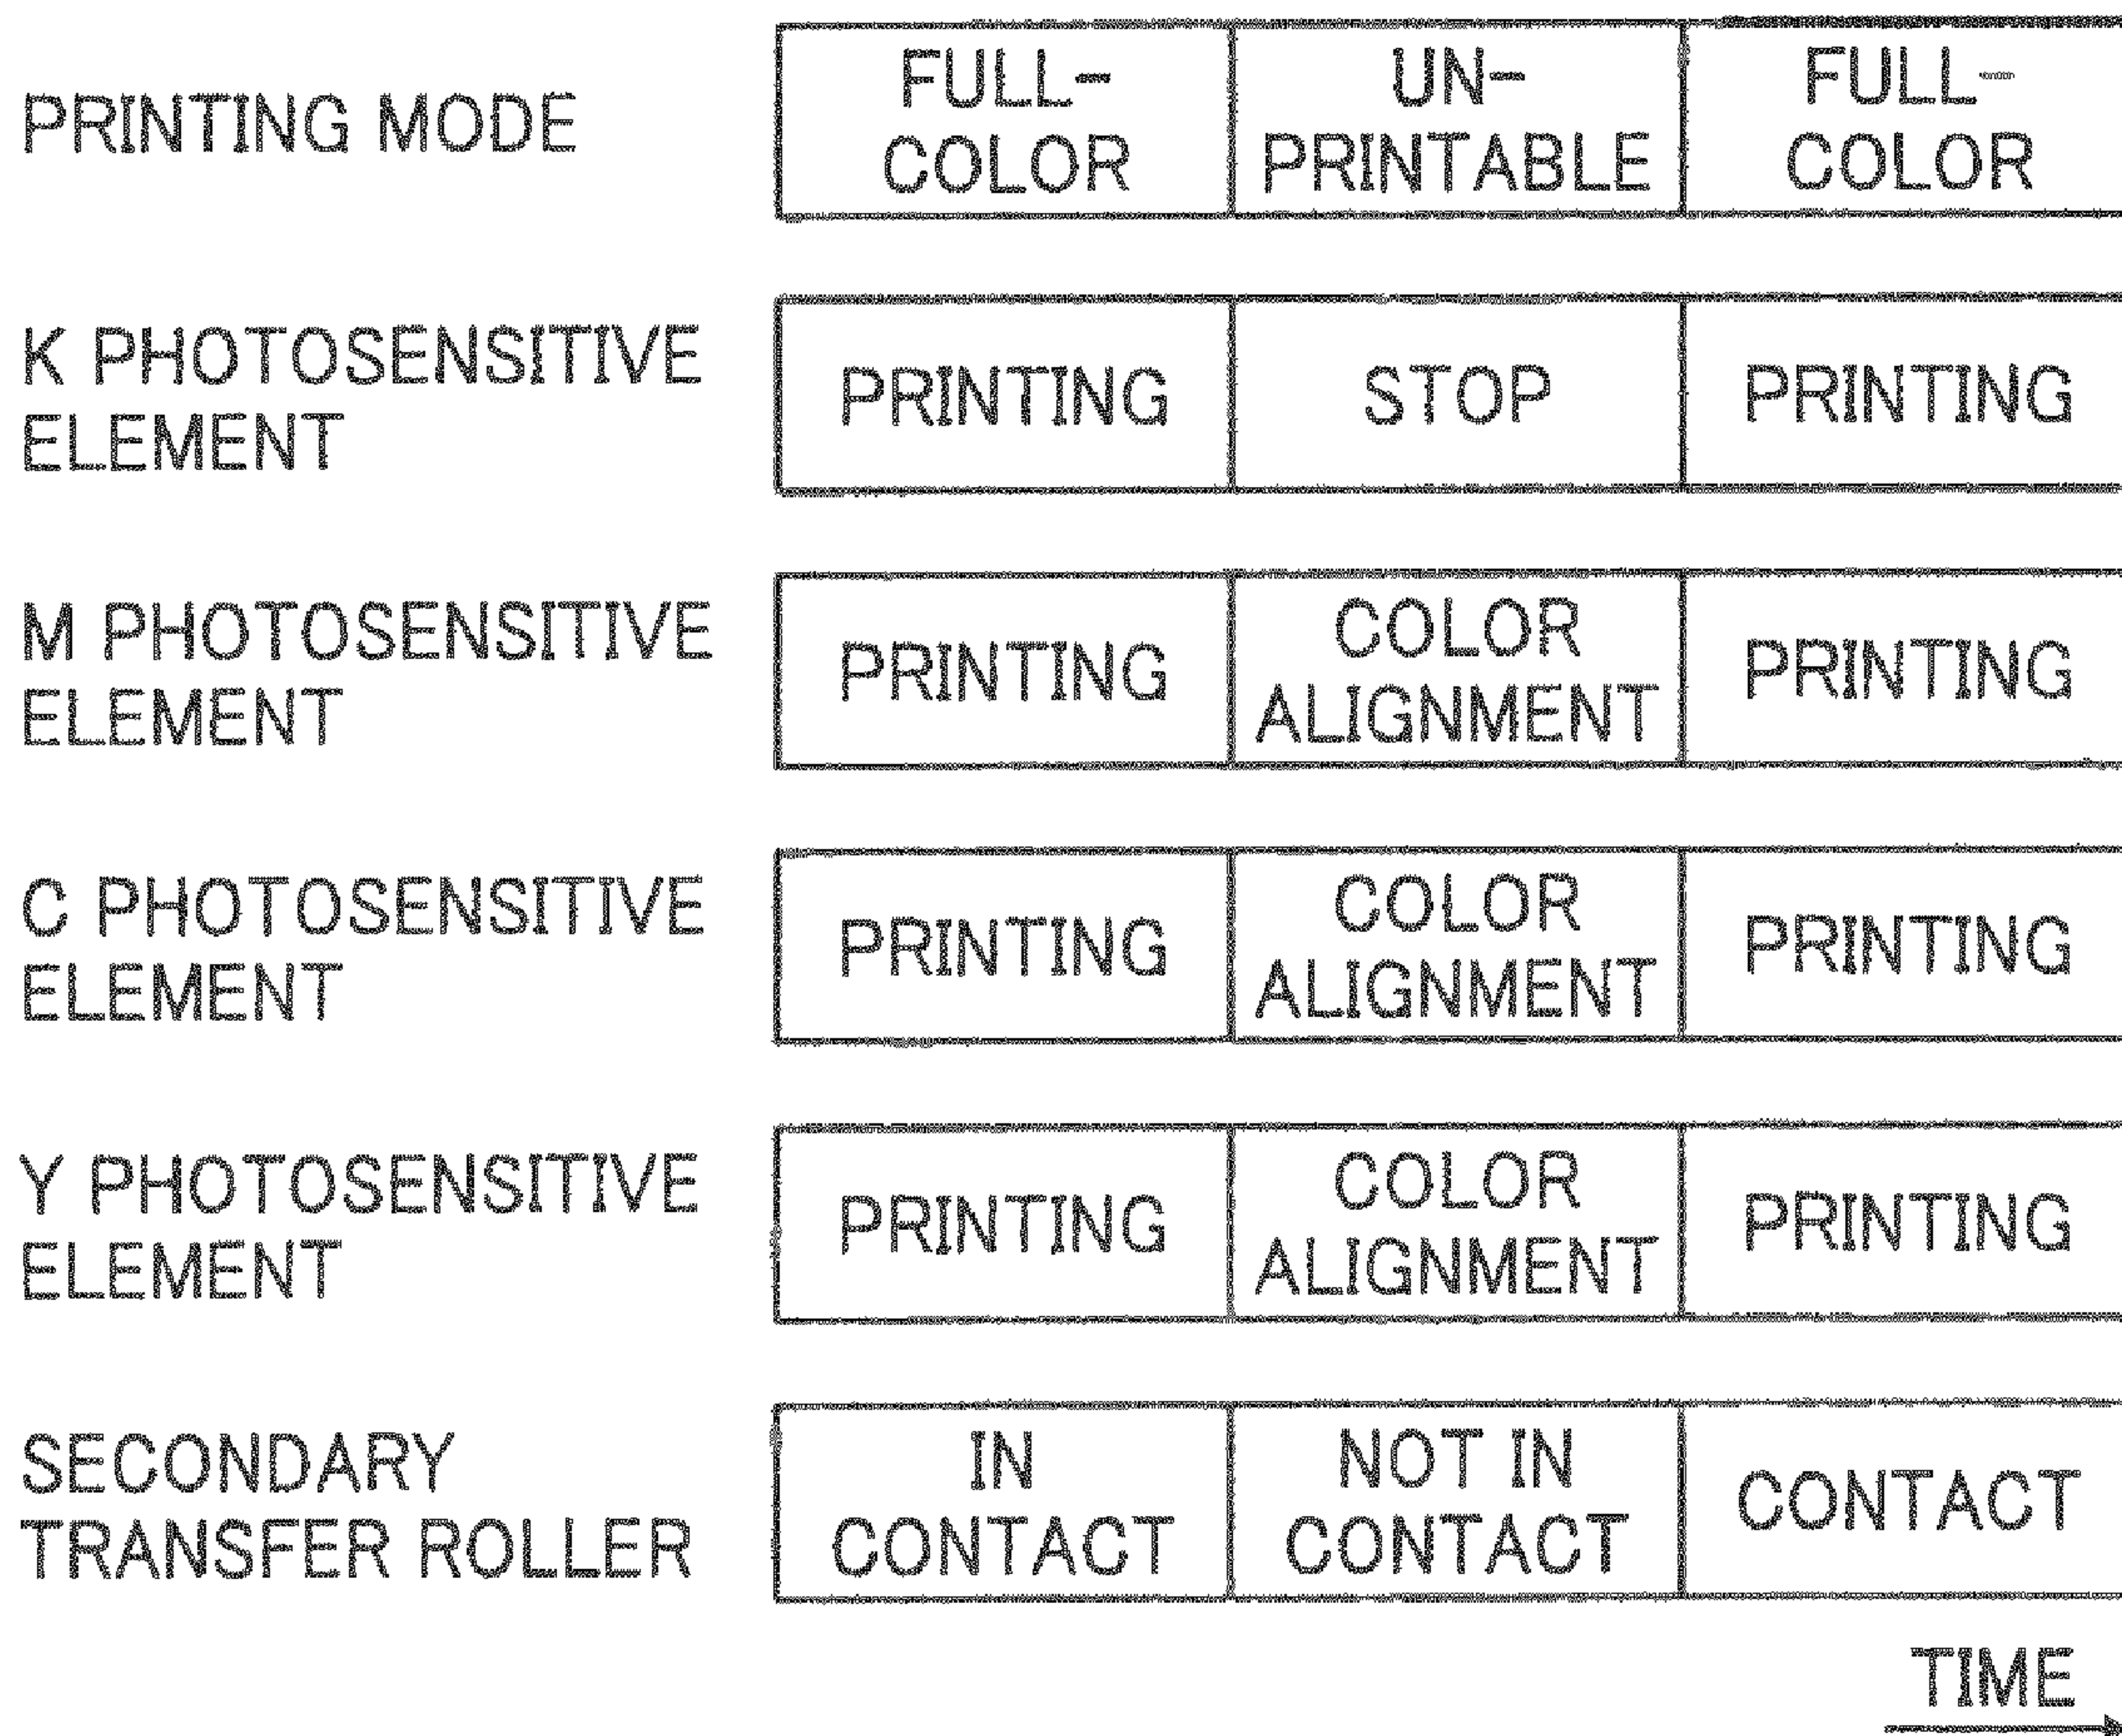 PRINTING MODE
FULL-
COLOR
UN-
PRINTABLE
FULL-
COLOR
K PHOTOSENSITIVE
ELEMENT
PRINTING
STOP
PRINTING
M PHOTOSENSITIVE
ELEMENT
PRINTING
COLOR
ALIGNMENT
PRINTING
C PHOTOSENSITIVE
ELEMENT
PRINTING
COLOR
ALIGNMENT
PRINTING
Y PHOTOSENSITIVE
ELEMENT
PRINTING
COLOR
ALIGNMENT
PRINTING
SECONDARY
TRANSFER ROLLER
IN
CONTACT
NOT IN
CONTACT
CONTACT
TIME